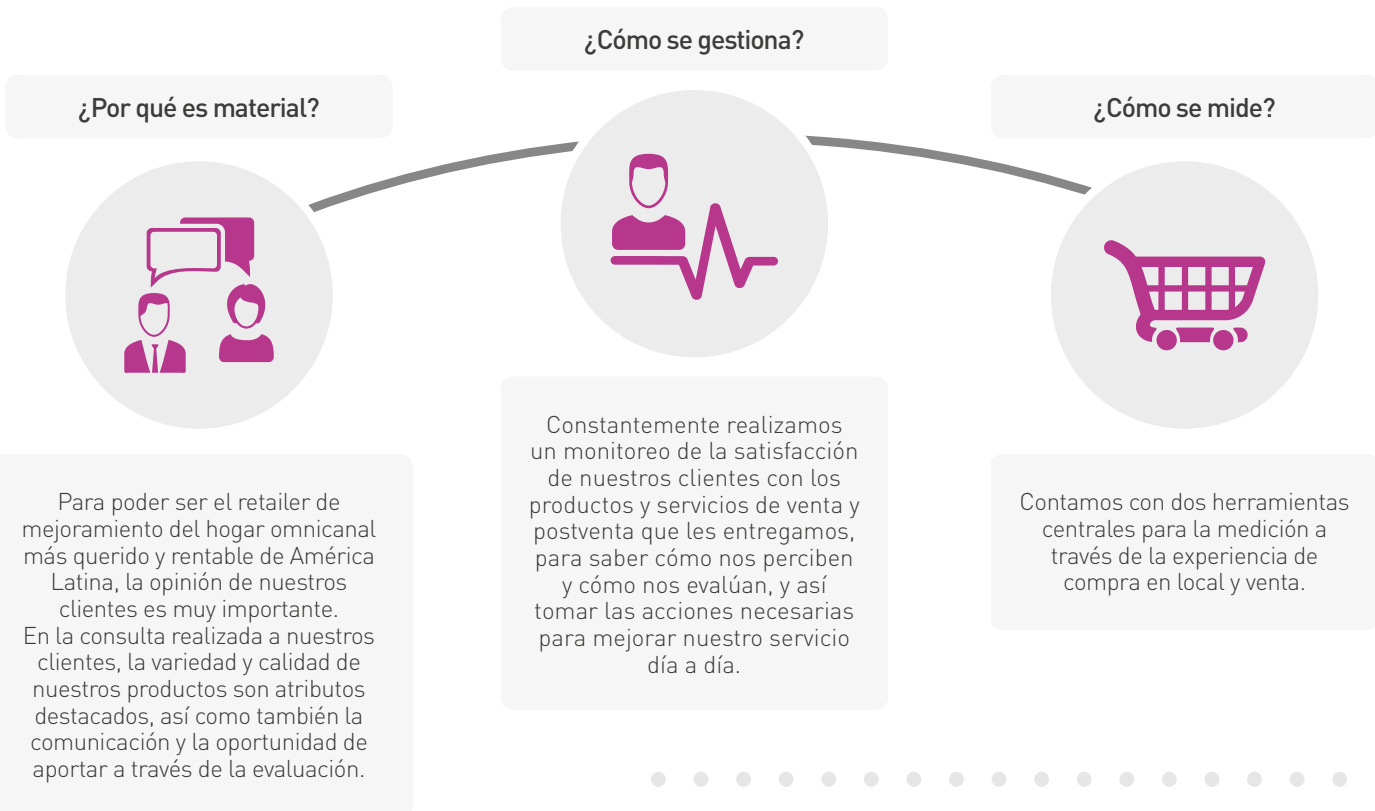 ¿Por qué es material?
Para poder ser el retailer de
mejoramiento del hogar omnicanal
más querido y rentable de América
Latina, la opinión de nuestros
clientes es muy importante.
En la consulta realizada a nuestros
clientes, la variedad y calidad de
nuestros productos son atributos
destacados, así como también la
comunicación y la oportunidad de
aportar a través de la evaluación.
¿Cómo se gestiona?
Constantemente realizamos
un monitoreo de la satisfacción
de nuestros clientes con los
productos y servicios de venta y
postventa que les entregamos,
para saber cómo nos perciben
y cómo nos evalúan, y así
tomar las acciones necesarias
para mejorar nuestro servicio
día a día.
¿Cómo se mide?
Contamos con dos herramientas
centrales para la medición a
través de la experiencia de
compra en local y venta.